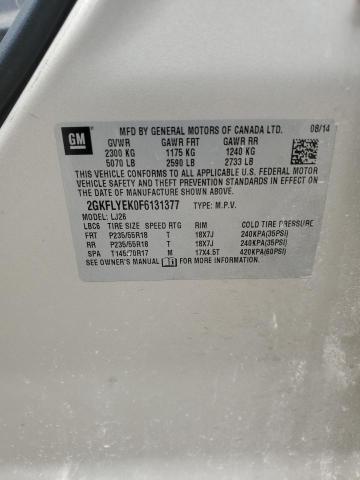 GM MFD BY GENERAL MOTORS OF CANADA LTD. 08/14
GVWR GAWR FRT GAWR RR
2300 KG 1175 KG 1240 KG
5070 LB 2590 LB 2733 LB
THIS VEHICLE CONFORMS TO ALL APPLICABLE U.S. FEDERAL MOTOR
VEHICLE SAFETY, BUMPER, AND THEFT PREVENTION STANDARDS IN EFFECT
ON THE DATE OF MANUFACTURE SHOWN ABOVE.
2GKFLYEK0F6131377 TYPE: M.P.V.
MODEL: LJ26
LBC6 TIRE SIZE SPEED RTG RIM COLD TIRE PRESSURE
FRT P235/55R18 T 18X7J 240KPA(35PSI)
RR P235/55R18 T 18X7J 240KPA(35PSI)
SPA T145/70R17 M 17X4.5T 420KPA(60PSI)
SEE OWNER'S MANUAL FOR MORE INFORMATION.